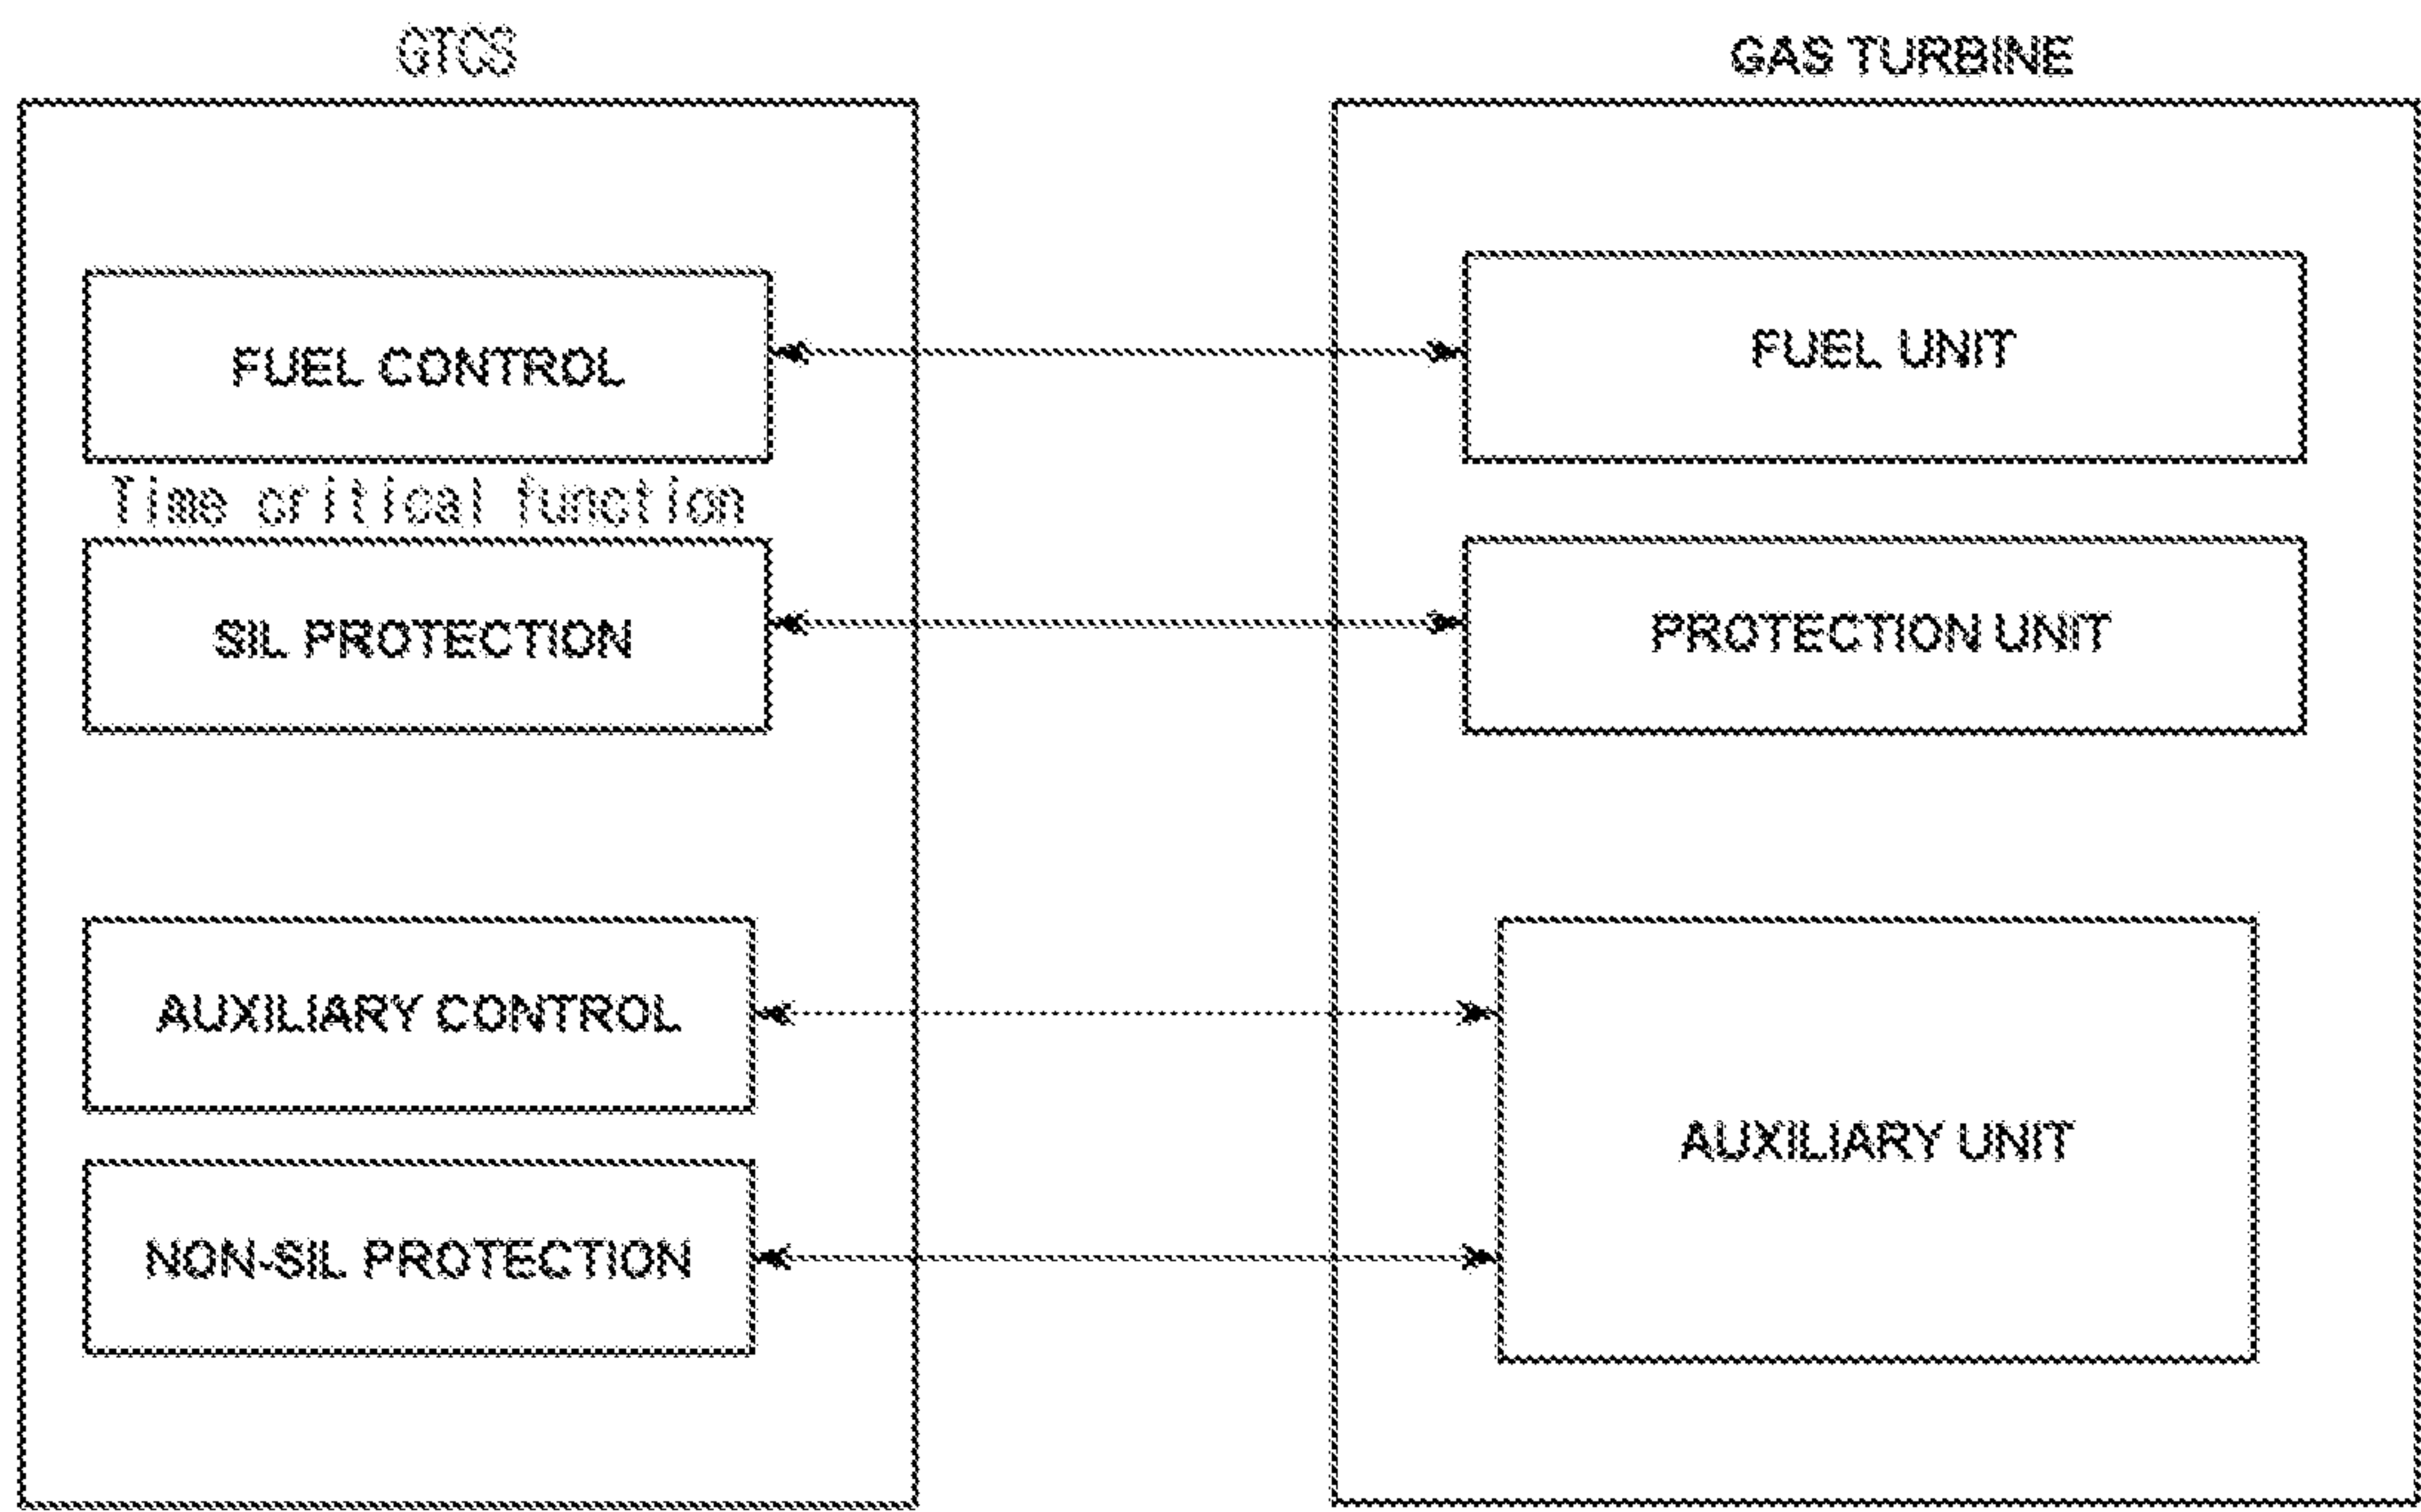 GTCS
GAS TURBINE
FUEL CONTROL
FUEL UNIT
Time critical function
SIL PROTECTION
PROTECTION UNIT
AUXILIARY CONTROL
AUXILIARY UNIT
NON-SIL PROTECTION